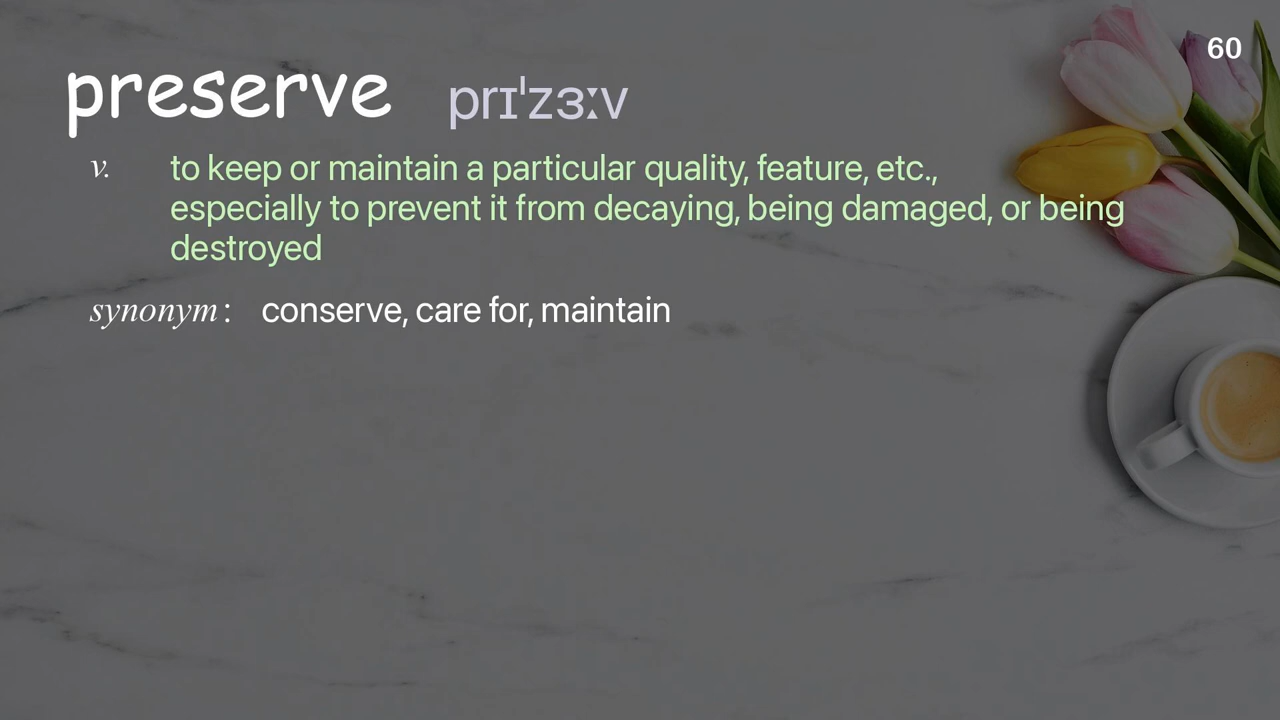 60
preserve prɪˈzɜːv
v. to keep or maintain a particular quality, feature, etc.,
especially to prevent it from decaying, being damaged, or being
destroyed
synonym: conserve, care for, maintain